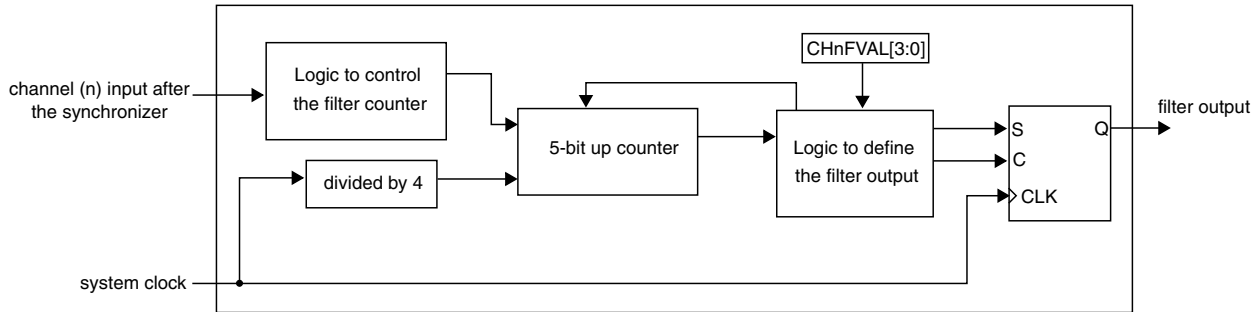 CHnFVAL[3:0]
channel (n) input after
the synchronizer
Logic to control
the filter counter
5-bit up counter
divided by 4
Logic to define
the filter output
S
Q
C
CLK
filter output
system clock